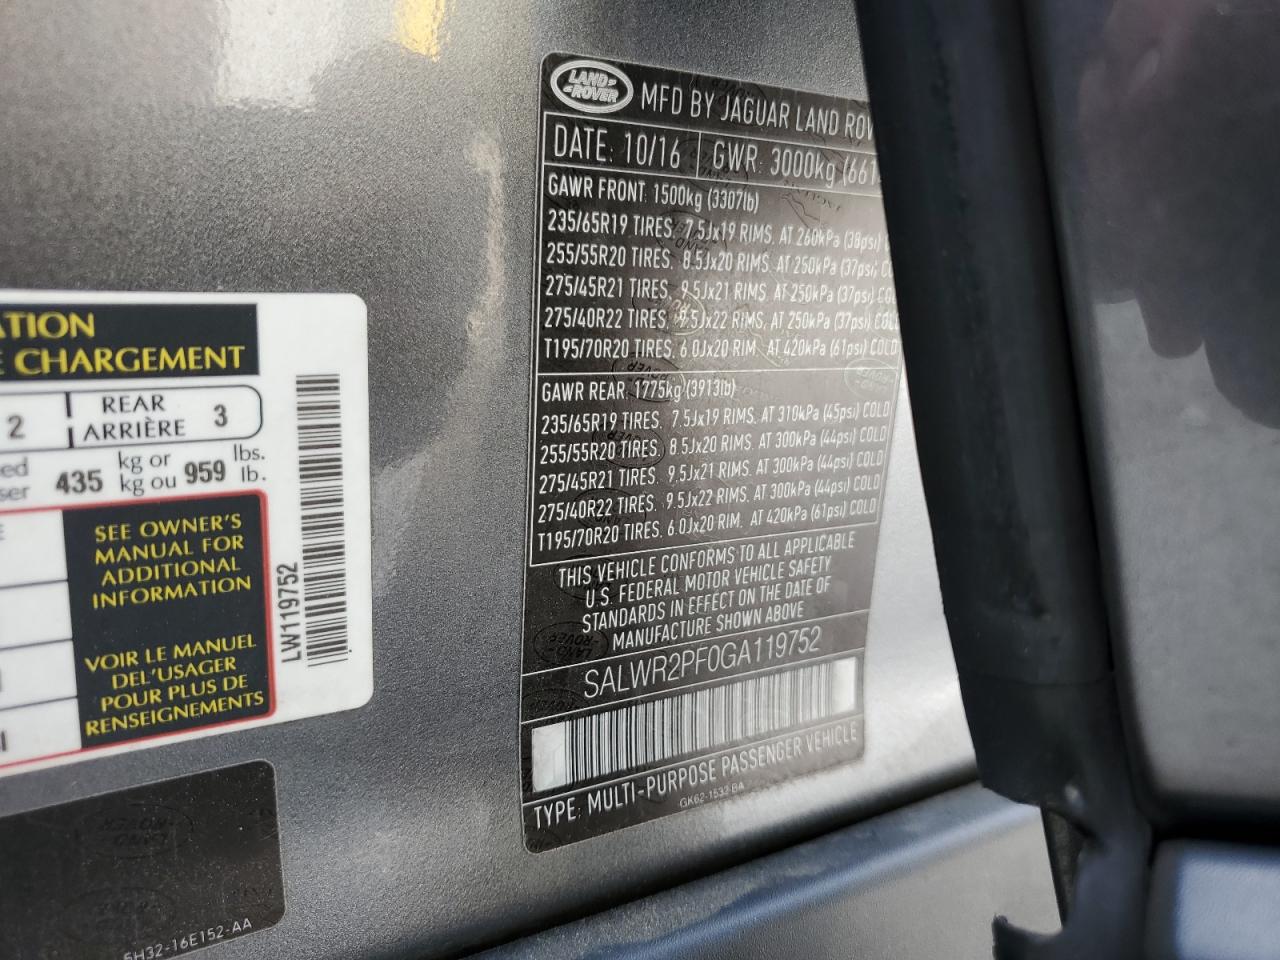 ATION
E CHARGEMENT
2 REAR ARRIÈRE 3
435 kg or kg ou 959 lbs. lb.
SEE OWNER'S
MANUAL FOR
ADDITIONAL
INFORMATION
VOIR LE MANUEL
DEL'USAGER
POUR PLUS DE
RENSEIGNEMENTS
LW119752
5H32-16E152-AA
LAND ROVER
MFD BY JAGUAR LAND ROV
DATE: 10/16 GWR: 3000kg (661
GAWR FRONT: 1500kg (3307lb)
235/65R19 TIRES. 7.5Jx19 RIMS. AT 260kPa (38psi)
255/55R20 TIRES. 8.5Jx20 RIMS. AT 250kPa (37psi) C
275/45R21 TIRES. 9.5Jx21 RIMS. AT 250kPa (37psi) CO
275/40R22 TIRES. 9.5Jx22 RIMS. AT 250kPa (37psi) COL
T195/70R20 TIRES. 6.0Jx20 RIM. AT 420kPa (61psi) COLD
GAWR REAR: 1775kg (3913lb)
235/65R19 TIRES. 7.5Jx19 RIMS. AT 310kPa (45psi) COLD
255/55R20 TIRES. 8.5Jx20 RIMS. AT 300kPa (44psi) COLD
275/45R21 TIRES. 9.5Jx21 RIMS. AT 300kPa (44psi) COLD
275/40R22 TIRES. 9.5Jx22 RIMS. AT 300kPa (44psi) COLD
T195/70R20 TIRES. 6.0Jx20 RIM. AT 420kPa (61psi) COLD
THIS VEHICLE CONFORMS TO ALL APPLICABLE
U.S. FEDERAL MOTOR VEHICLE SAFETY
STANDARDS IN EFFECT ON THE DATE OF
MANUFACTURE SHOWN ABOVE
SALWR2PF0GA119752
TYPE: MULTI-PURPOSE PASSENGER VEHICLE
GK62-1532-BA